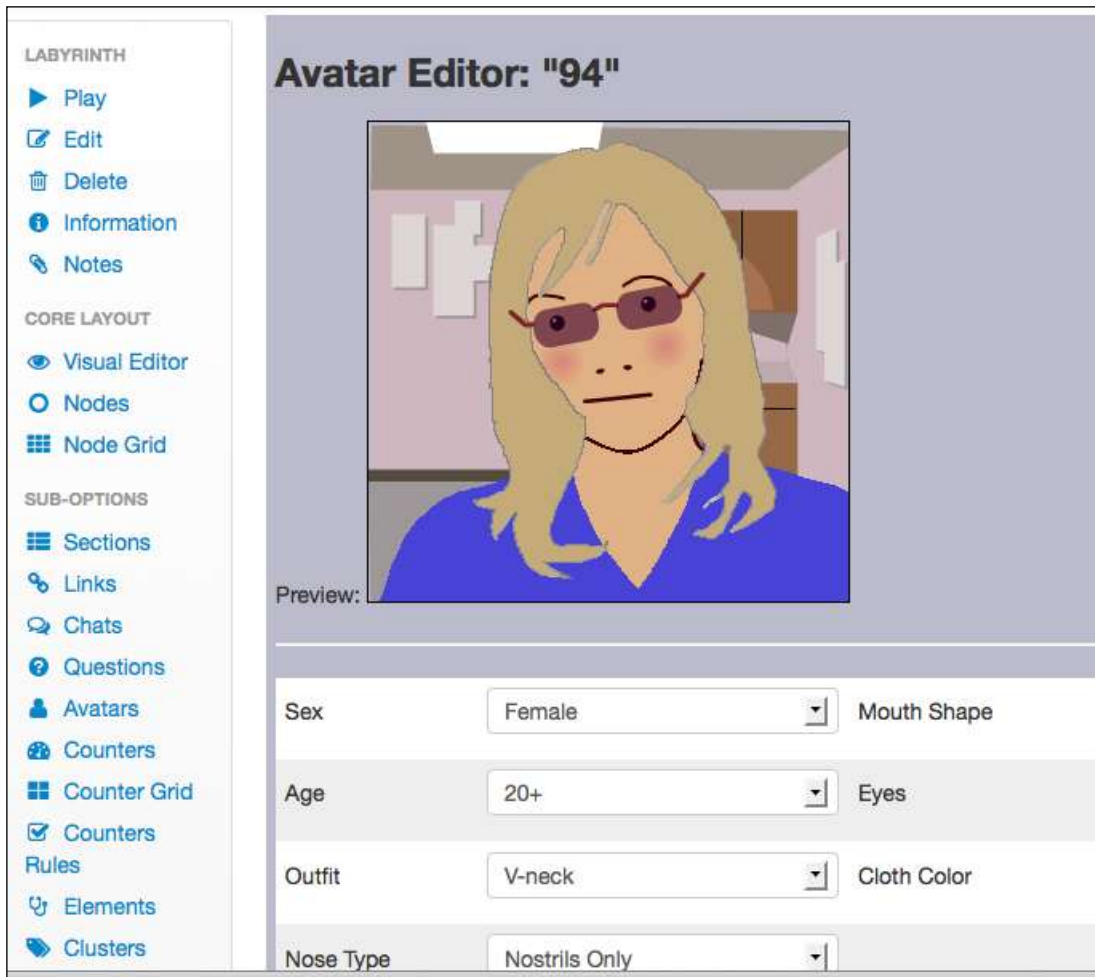 LABYRINTH
Play
Edit
Delete
Information
Notes
CORE LAYOUT
Visual Editor
Nodes
Node Grid
SUB-OPTIONS
Sections
Links
Chats
Questions
Avatars
Counters
Counter Grid
Counters
Rules
Elements
Clusters
Avatar Editor: "94"
Preview:
Sex Female Mouth Shape
Age 20+ Eyes
Outfit V-neck Cloth Color
Nose Type Nostrils Only